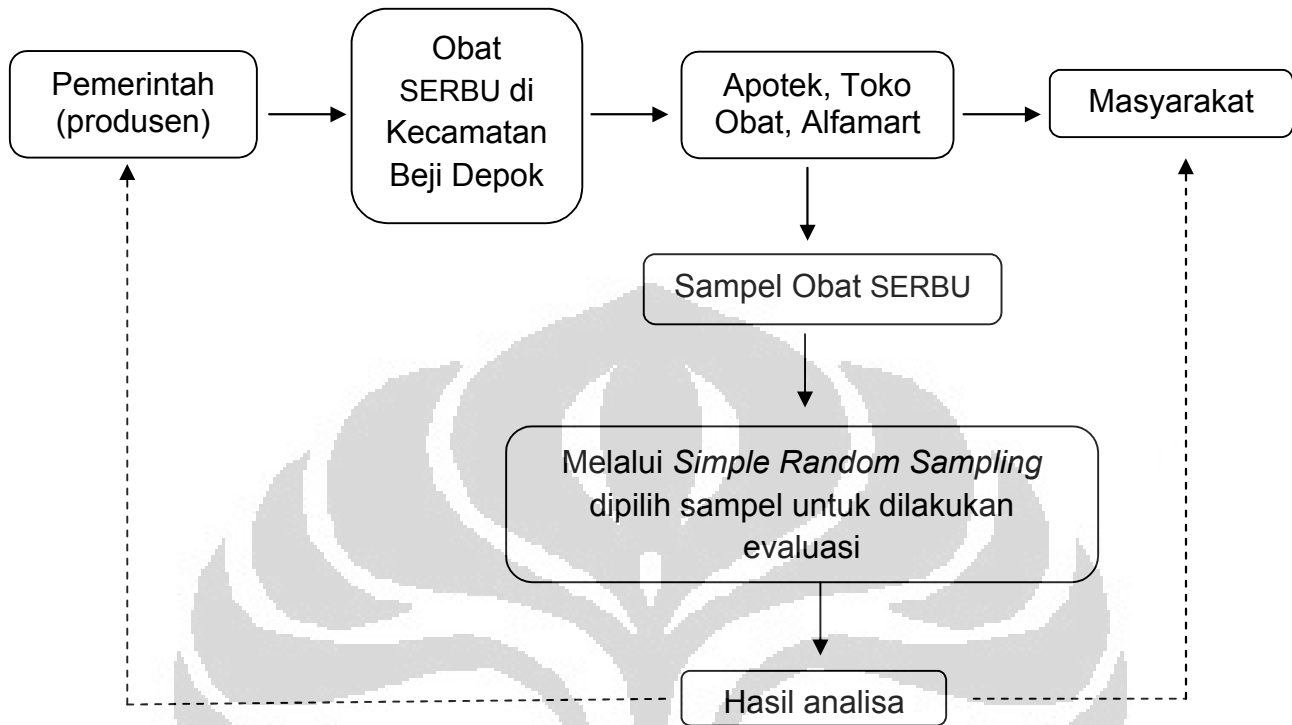 Pemerintah
(produsen)
Obat
SERBU di
Kecamatan
Beji Depok
Apotek, Toko
Obat, Alfamart
Masyarakat
Sampel Obat SERBU
Melalui Simple Random Sampling
dipilih sampel untuk dilakukan
evaluasi
Hasil analisa